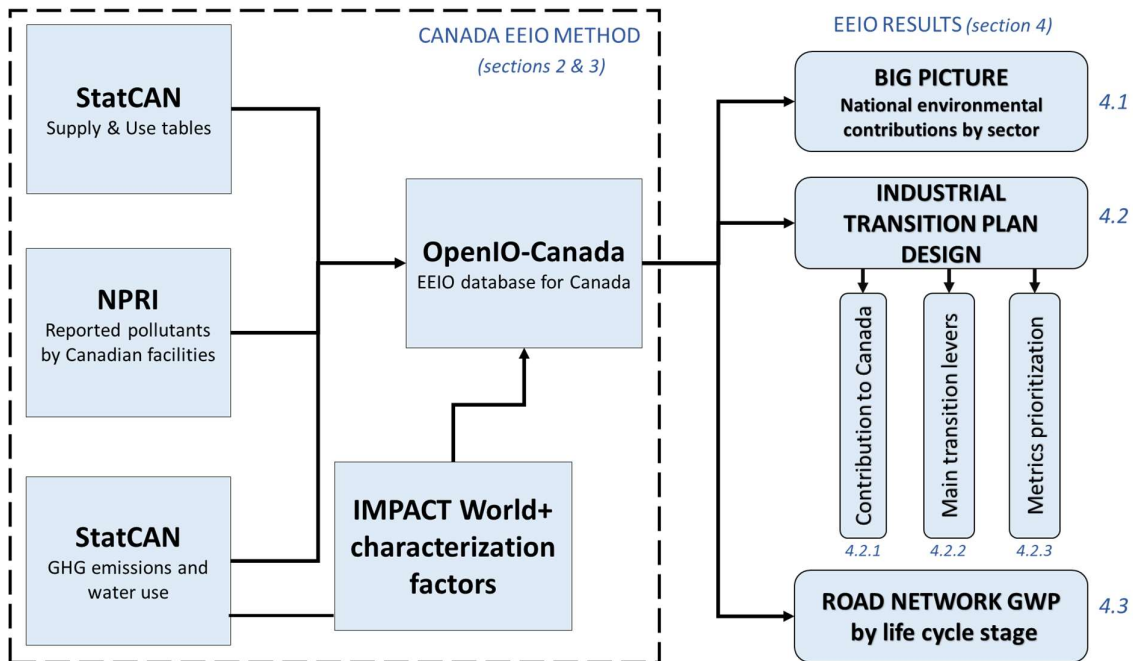 CANADA EEIO METHOD
(sections 2 & 3)
StatCAN
Supply & Use tables
NPRI
Reported pollutants
by Canadian facilities
StatCAN
GHG emissions and
water use
OpenIO-Canada
EEIO database for Canada
IMPACT World+
characterization
factors
EEIO RESULTS (section 4)
BIG PICTURE
National environmental
contributions by sector
4.1
INDUSTRIAL
TRANSITION PLAN
DESIGN
4.2
Contribution to Canada
4.2.1
Main transition levers
4.2.2
Metrics prioritization
4.2.3
ROAD NETWORK GWP
by life cycle stage
4.3